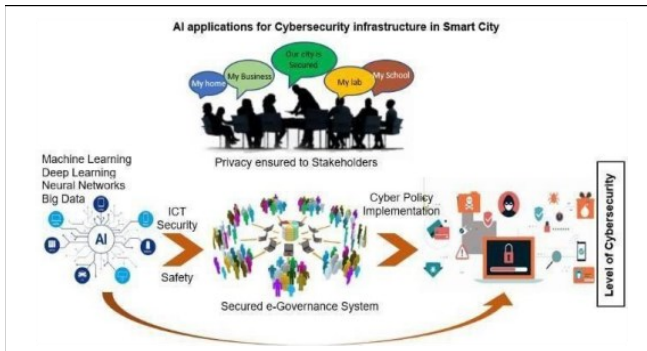 AI applications for Cybersecurity infrastructure in Smart City
Our city is
Secured
My home
My Business
My lab
My School
Privacy ensured to Stakeholders
Machine Learning
Deep Learning
Neural Networks
Big Data
AI
ICT
Security
Safety
Secured e-Governance System
Cyber Policy
Implementation
Level of Cybersecurity